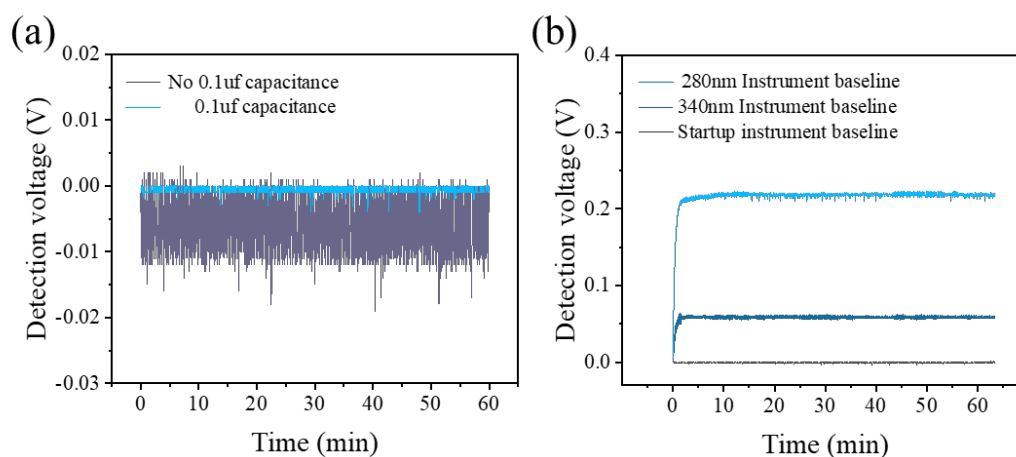 (a)
0.02
0.01
0.00
-0.01
-0.02
-0.03
Detection voltage (V)
No 0.1uf capacitance
0.1uf capacitance
0 10 20 30 40 50 60
Time (min)
(b)
0.4
0.3
0.2
0.1
0.0
Detection voltage (V)
280nm Instrument baseline
340nm Instrument baseline
Startup instrument baseline
0 10 20 30 40 50 60
Time (min)